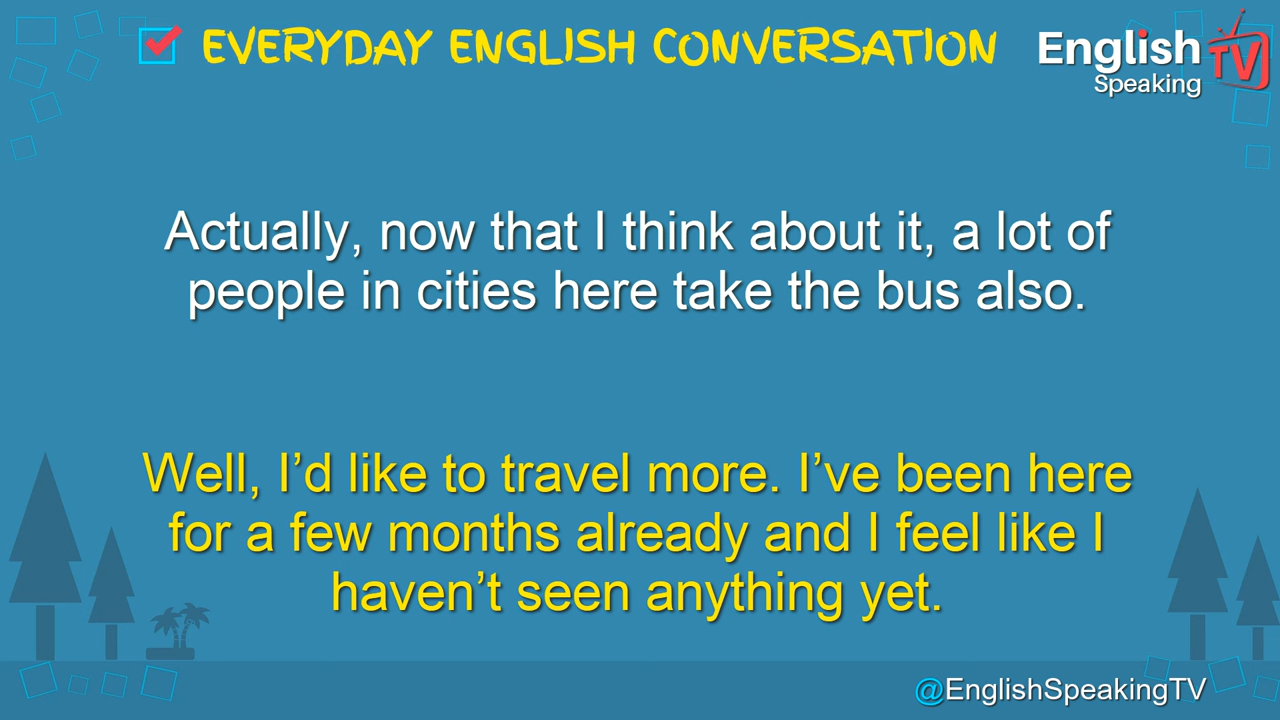 EVERYDAY ENGLISH CONVERSATION
English
Speaking
TV
Actually, now that I think about it, a lot of
people in cities here take the bus also.
Well, I’d like to travel more. I’ve been here
for a few months already and I feel like I
haven’t seen anything yet.
@EnglishSpeakingTV